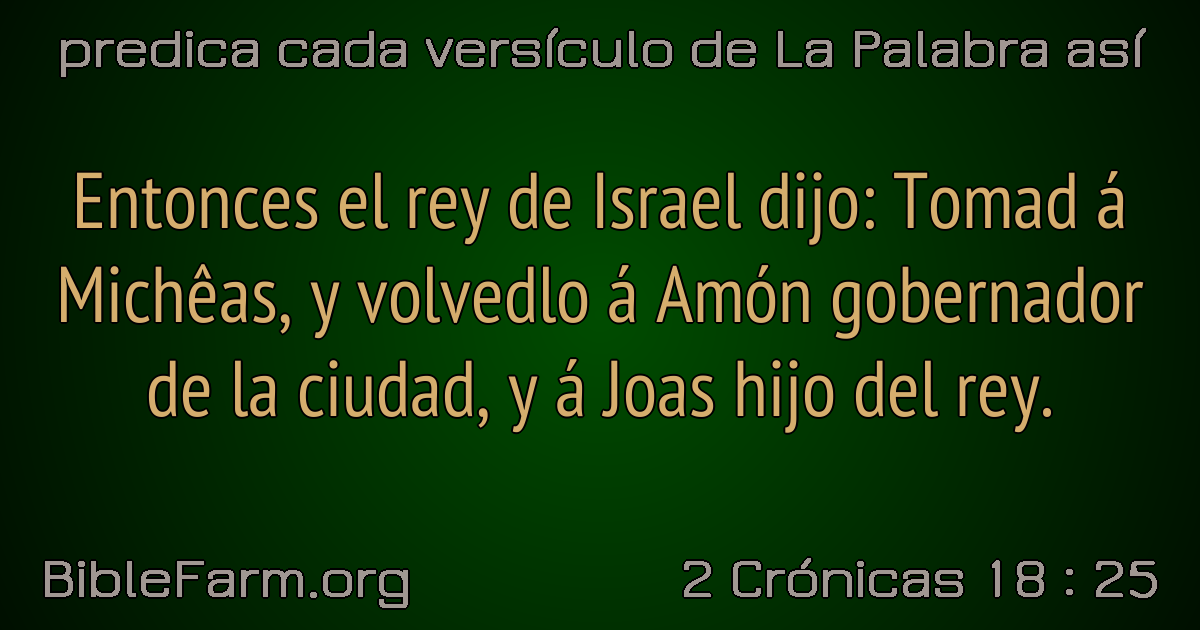 predica cada versículo de La Palabra así
Entonces el rey de Israel dijo: Tomad á
Michêas, y volvedlo á Amón gobernador
de la ciudad, y á Joas hijo del rey.
BibleFarm.org
2 Crónicas 18 : 25